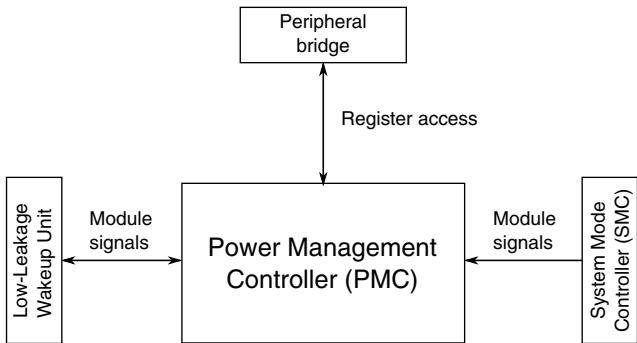 Peripheral
bridge
Register access
Low-Leakage
Wakeup Unit
Module
signals
Power Management
Controller (PMC)
Module
signals
System Mode
Controller (SMC)